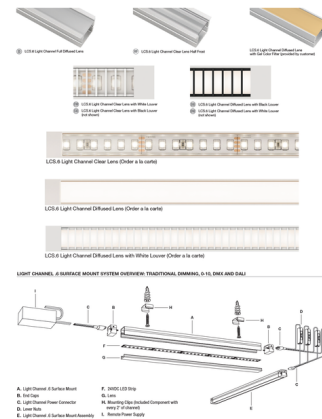 LCS.6 Light Channel Full Diffused Lens
LCS.6 Light Channel Clear Lens Half Frost
LCS.6 Light Channel Diffused Lens
with Gel Color Filter (provided by customer)
LCS.6 Light Channel Clear Lens with White Louver
LCS.6 Light Channel Clear Lens with Black Louver
(not shown)
LCS.6 Light Channel Diffused Lens with Black Louver
LCS.6 Light Channel Diffused Lens with White Louver
(not shown)
LCS.6 Light Channel Clear Lens (Order a la carte)
LCS.6 Light Channel Diffused Lens (Order a la carte)
LCS.6 Light Channel Diffused Lens with White Louver (Order a la carte)
LIGHT CHANNEL .6 SURFACE MOUNT SYSTEM OVERVIEW: TRADITIONAL DIMMING, 0-10, DMX AND DALI
I
C
B
H
A
H
D
B
C
F
G
C
E
A. Light Channel .6 Surface Mount
B. End Caps
C. Light Channel Power Connector
D. Lever Nuts
E. Light Channel .6 Surface Mount Assembly
F. 24VDC LED Strip
G. Lens
H. Mounting Clips (Included Component with
every 2' of channel)
I. Remote Power Supply